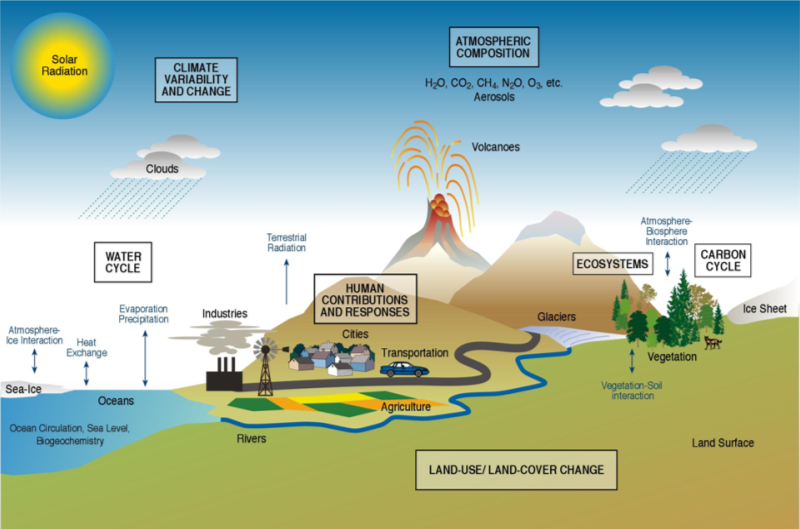 Solar
Radiation
CLIMATE
VARIABILITY
AND CHANGE
ATMOSPHERIC
COMPOSITION
H₂O, CO₂, CH₄, N₂O, O₃, etc.
Aerosols
Volcanoes
Clouds
Atmosphere-
Biosphere
Interaction
Terrestrial
Radiation
WATER
CYCLE
ECOSYSTEMS
CARBON
CYCLE
HUMAN
CONTRIBUTIONS
AND RESPONSES
Evaporation
Precipitation
Industries
Glaciers
Ice Sheet
Atmosphere-
Ice Interaction
Heat
Exchange
Cities
Transportation
Vegetation
Sea-Ice
Oceans
Vegetation-Soil
interaction
Agriculture
Ocean Circulation, Sea Level,
Biogeochemistry
Rivers
Land Surface
LAND-USE/ LAND-COVER CHANGE